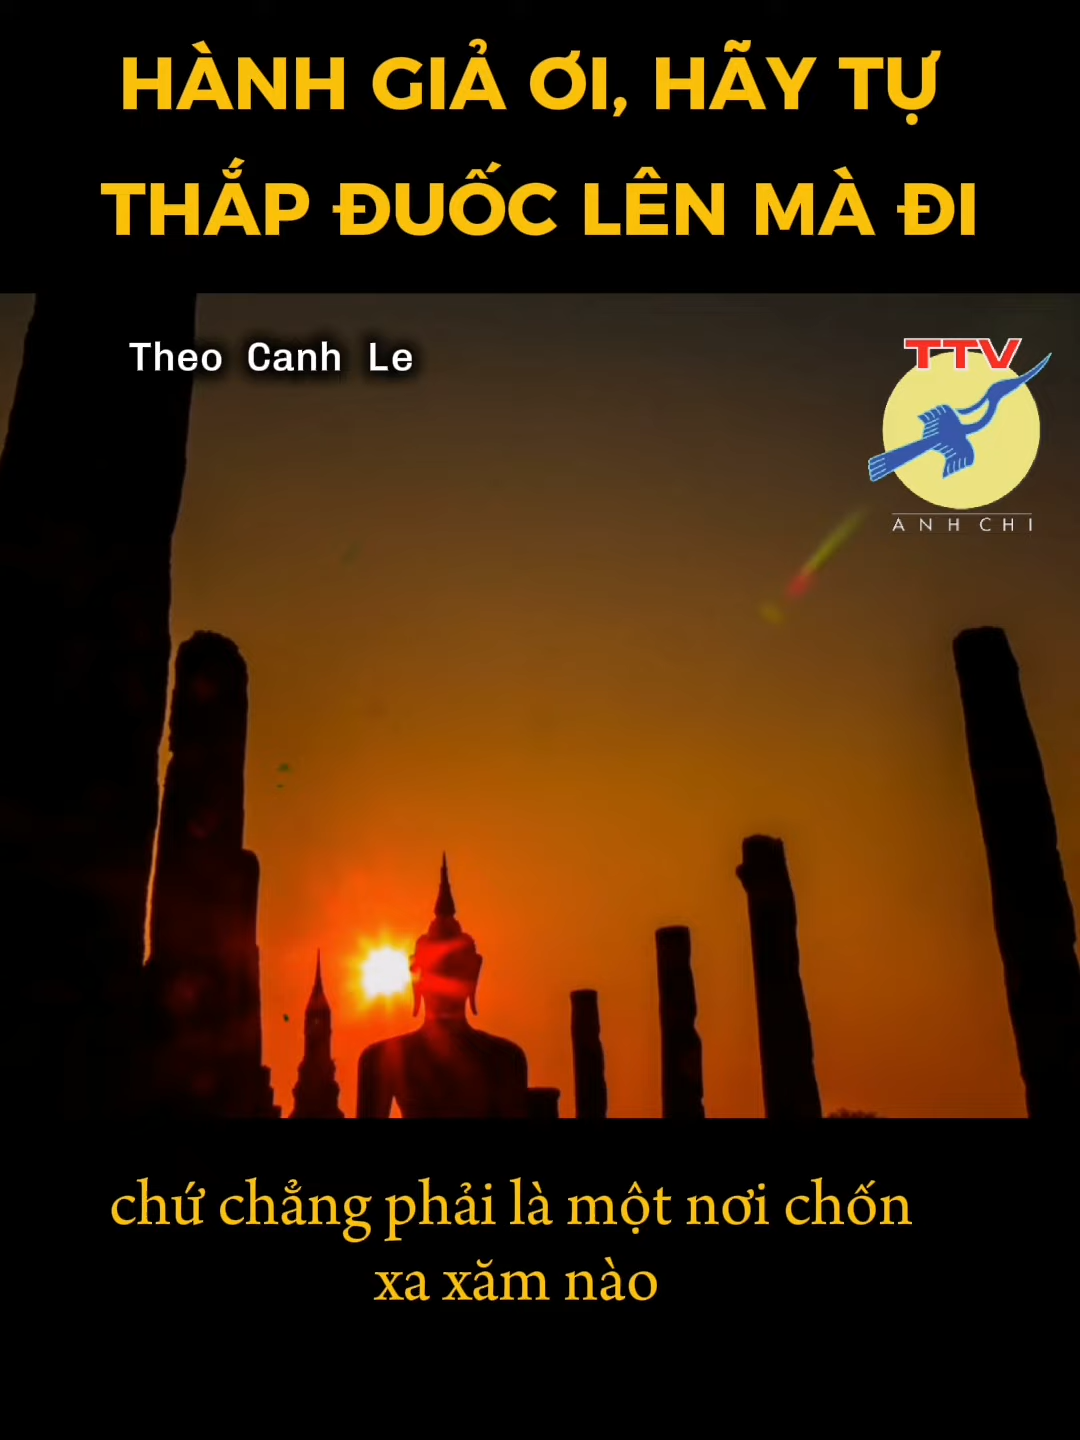 HÀNH GIẢ ƠI, HÃY TỰ
THẮP ĐUỐC LÊN MÀ ĐI
Theo Canh Le
TTV
ANH CHI
chứ chẳng phải là một nơi chốn
xa xăm nào